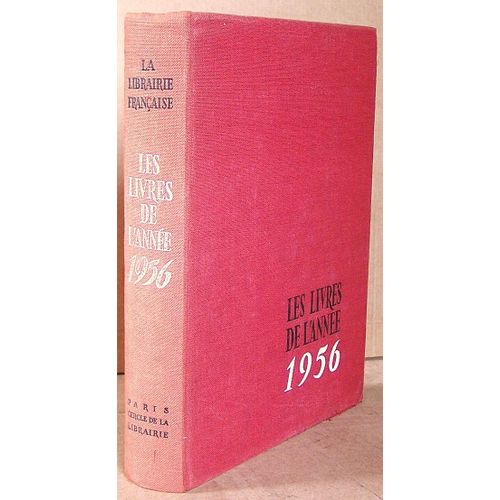 LA
LIBRAIRIE
FRANÇAISE
LES
LIVRES
DE
L'ANNÉE
1956
PARIS
CERCLE DE LA
LIBRAIRIE
LES LIVRES
DE L'ANNÉE
1956